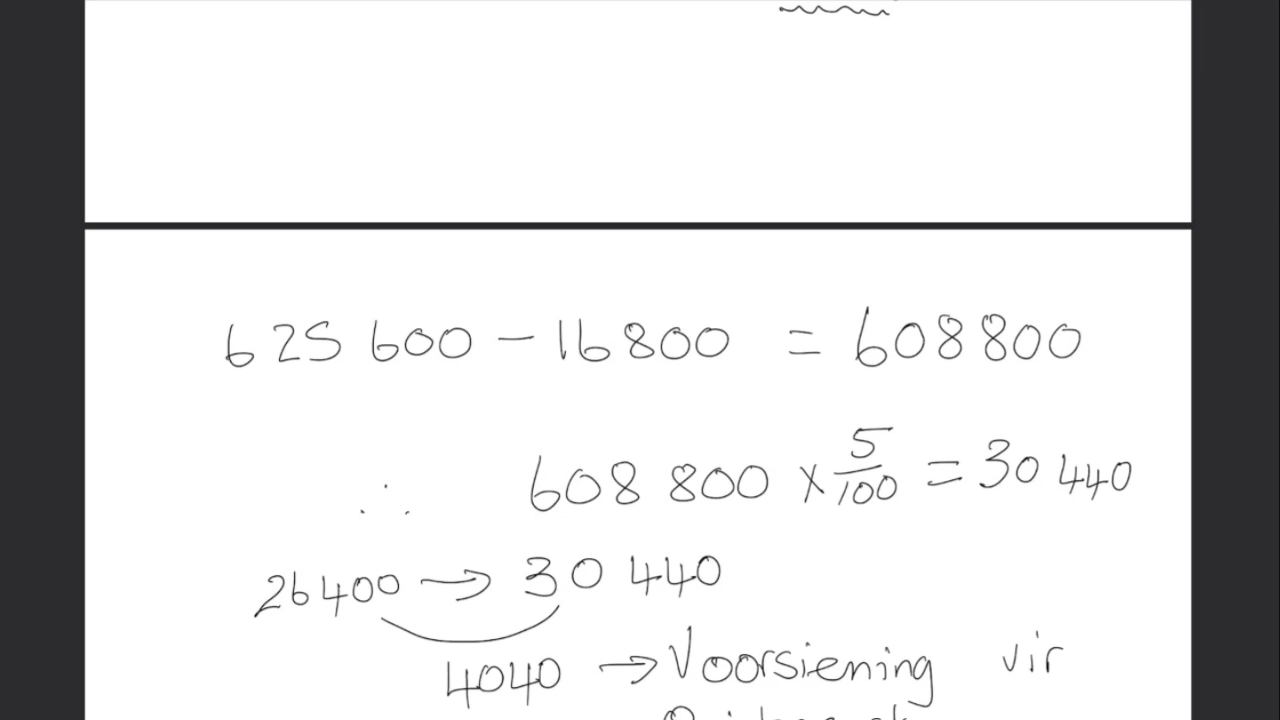 625 600 - 16 800 = 608 800
∴ 608 800 × 5/100 = 30 440
26 400 → 30 440
4040 → Voorsiening vir